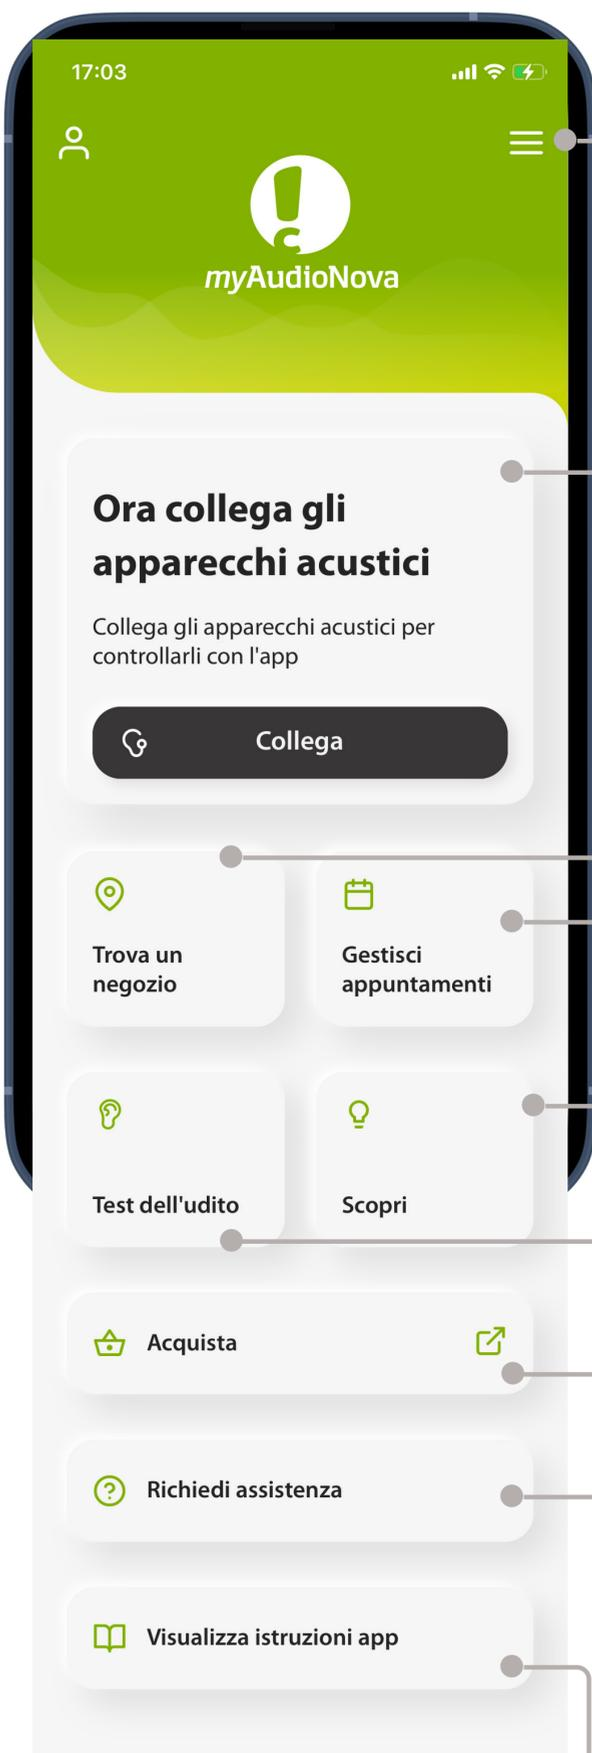 17:03
myAudioNova
Ora collega gli
apparecchi acustici
Collega gli apparecchi acustici per
controllarli con l'app
Collega
Trova un
negozio
Gestisci
appuntamenti
Test dell'udito
Scopri
Acquista
Richiedi assistenza
Visualizza istruzioni app